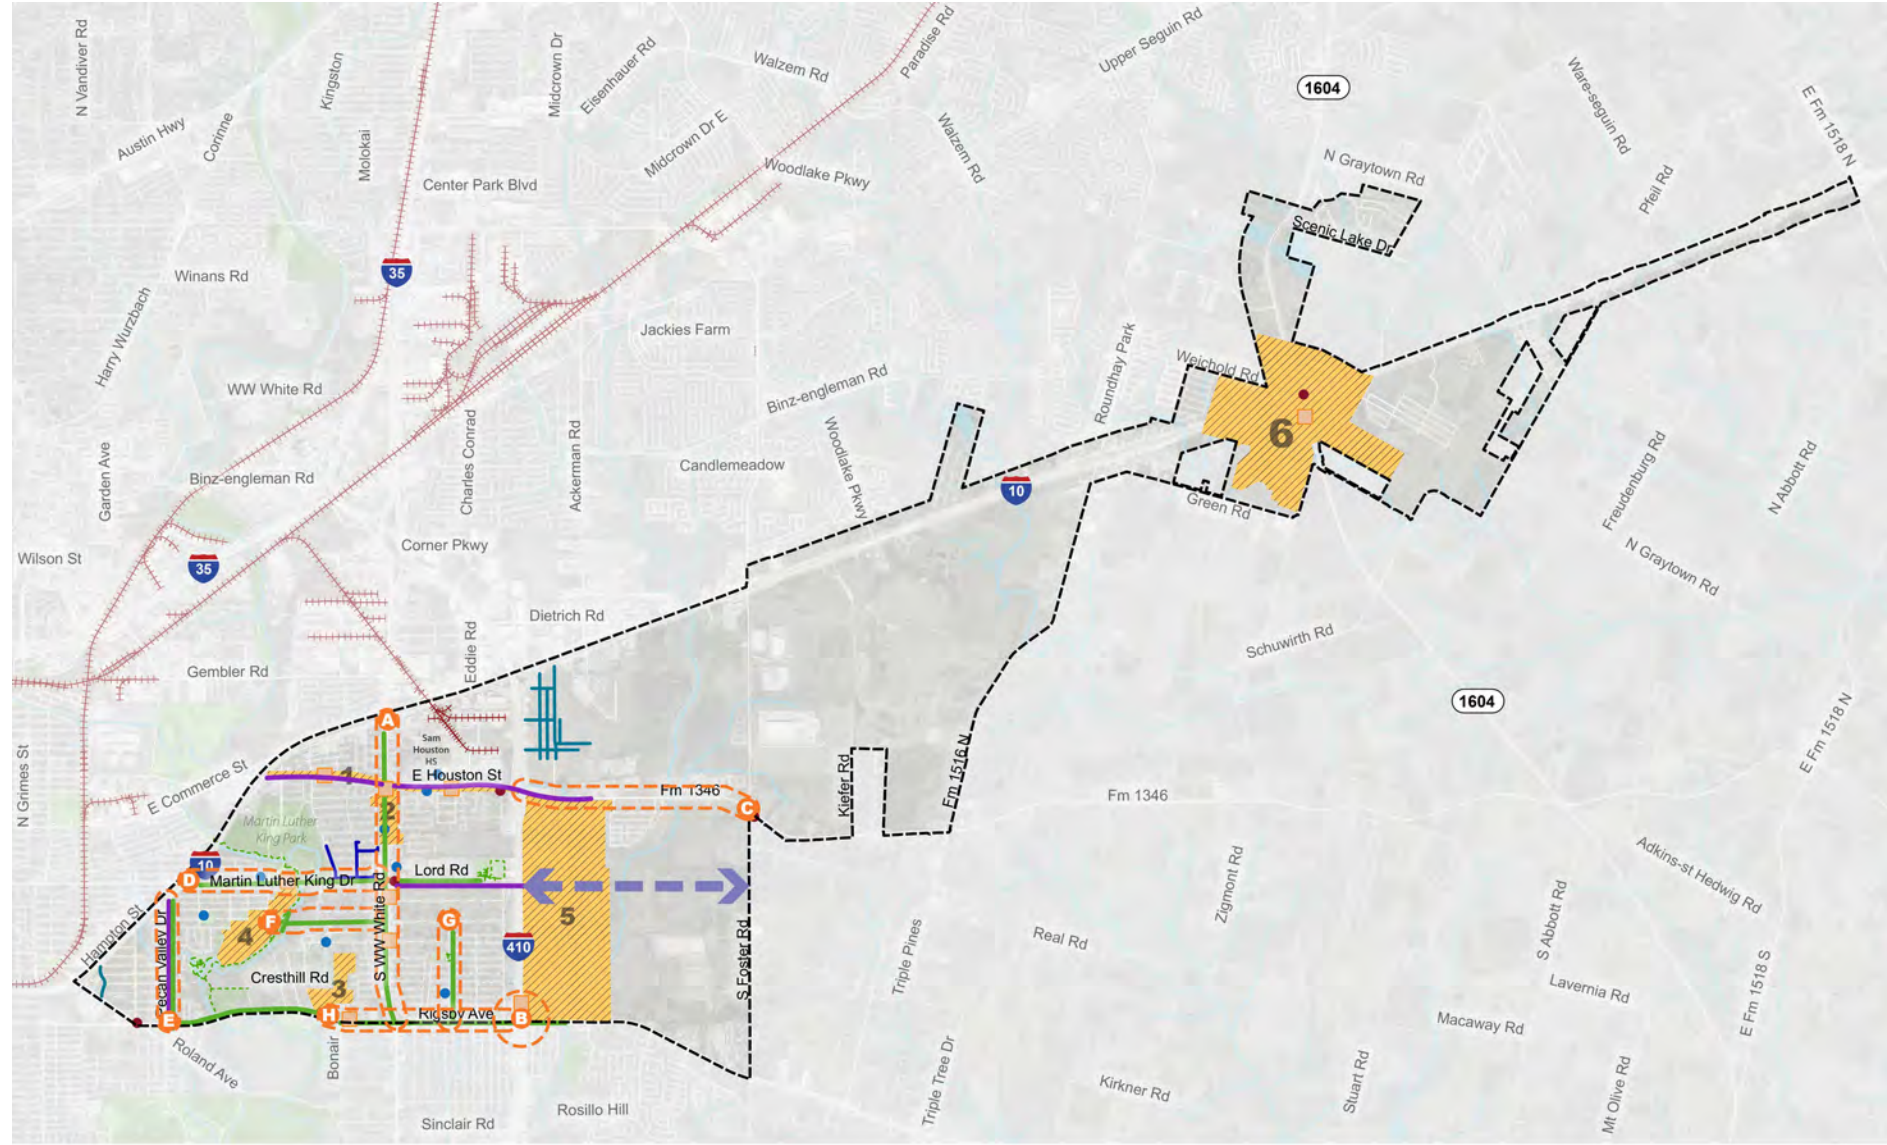 N Vandiver Rd
Austin Hwy
Corinne
Kingston
Molokai
Midcrown Dr
Eisenhauer Rd
Walzem Rd
Paradise Rd
Upper Seguin Rd
1604
Ware-seguin Rd
E Fm 1518 N
Midcrown Dr E
Woodlake Pkwy
Walzem Rd
Center Park Blvd
N Graytown Rd
Pfeil Rd
Scenic Lake Dr
Winans Rd
35
Harry Wurzbach
Jackies Farm
WW White Rd
Binz-engleman Rd
Roundhay Park
Weichold Rd
6
Garden Ave
Charles Conrad
Ackerman Rd
Candlemeadow
Woodlake Pkwy
Binz-engleman Rd
10
Green Rd
Freudenburg Rd
N Abbott Rd
Wilson St
35
Corner Pkwy
N Graytown Rd
Dietrich Rd
Eddie Rd
Schuwirth Rd
Gembler Rd
1604
A
Sam
Houston
HS
E Fm 1518 N
N Grimes St
E Commerce St
1
E Houston St
Fm 1346
C
Kiefer Rd
Fm 1516 N
Fm 1346
2
Martin Luther
King Park
10
D
Martin Luther King Dr
Lord Rd
Adkins-st Hedwig Rd
Zigmont Rd
S Abbott Rd
Hampton St
Pecan Valley Dr
F
4
S WW White Rd
G
5
410
S Foster Rd
Triple Pines
Real Rd
Cresthill Rd
3
Lavernia Rd
E Fm 1518 S
E
H
Rigsby Ave
B
Macaway Rd
Roland Ave
Bonair
Triple Tree Dr
Kirkner Rd
Stuart Rd
Mt Olive Rd
Rosillo Hill
Sinclair Rd